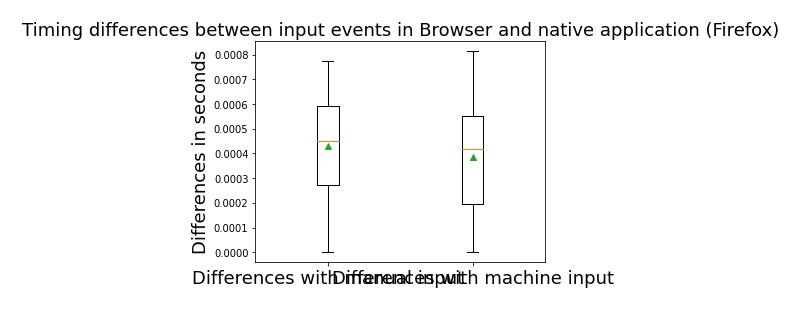 Timing differences between input events in Browser and native application (Firefox)
Differences in seconds
0.0008
0.0007
0.0006
0.0005
0.0004
0.0003
0.0002
0.0001
0.0000
Differences with manual input
Differences with machine input